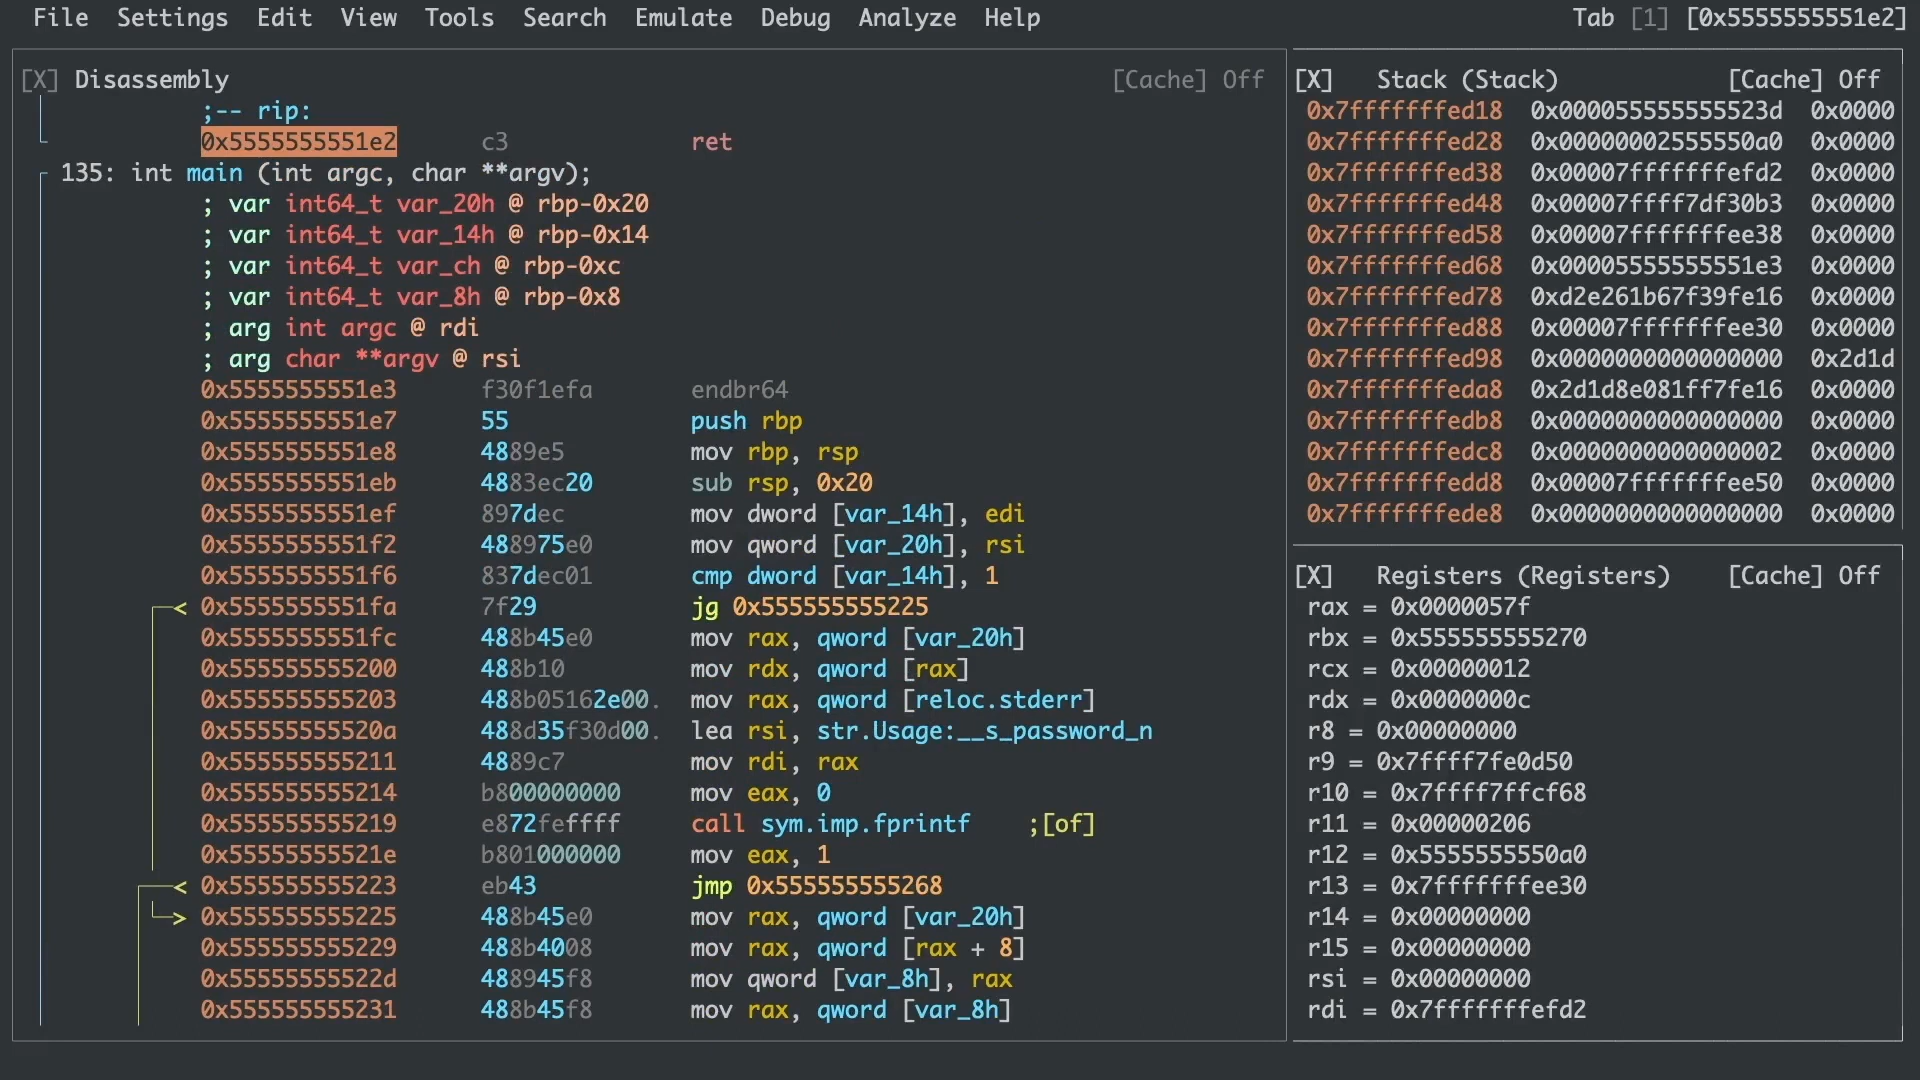 File Settings Edit View Tools Search Emulate Debug Analyze Help Tab [1] [0x5555555551e2]
[X] Disassembly [Cache] Off
;-- rip:
0x5555555551e2 c3 ret
135: int main (int argc, char **argv);
; var int64_t var_20h @ rbp-0x20
; var int64_t var_14h @ rbp-0x14
; var int64_t var_ch @ rbp-0xc
; var int64_t var_8h @ rbp-0x8
; arg int argc @ rdi
; arg char **argv @ rsi
0x5555555551e3 f30f1efa endbr64
0x5555555551e7 55 push rbp
0x5555555551e8 4889e5 mov rbp, rsp
0x5555555551eb 4883ec20 sub rsp, 0x20
0x5555555551ef 897dec mov dword [var_14h], edi
0x5555555551f2 488975e0 mov qword [var_20h], rsi
0x5555555551f6 837dec01 cmp dword [var_14h], 1
0x5555555551fa 7f29 jg 0x555555555225
0x5555555551fc 488b45e0 mov rax, qword [var_20h]
0x555555555200 488b10 mov rdx, qword [rax]
0x555555555203 488b05162e00. mov rax, qword [reloc.stderr]
0x55555555520a 488d35f30d00. lea rsi, str.Usage:__s_password_n
0x555555555211 4889c7 mov rdi, rax
0x555555555214 b800000000 mov eax, 0
0x555555555219 e872feffff call sym.imp.fprintf ;[of]
0x55555555521e b801000000 mov eax, 1
0x555555555223 eb43 jmp 0x555555555268
0x555555555225 488b45e0 mov rax, qword [var_20h]
0x555555555229 488b4008 mov rax, qword [rax + 8]
0x55555555522d 488945f8 mov qword [var_8h], rax
0x555555555231 488b45f8 mov rax, qword [var_8h]
[X] Stack (Stack) [Cache] Off
0x7fffffffed18 0x000055555555523d 0x0000
0x7fffffffed28 0x00000002555550a0 0x0000
0x7fffffffed38 0x00007fffffffefd2 0x0000
0x7fffffffed48 0x00007ffff7df30b3 0x0000
0x7fffffffed58 0x00007fffffffee38 0x0000
0x7fffffffed68 0x00005555555551e3 0x0000
0x7fffffffed78 0xd2e261b67f39fe16 0x0000
0x7fffffffed88 0x00007fffffffee30 0x0000
0x7fffffffed98 0x0000000000000000 0x2d1d
0x7fffffffeda8 0x2d1d8e081ff7fe16 0x0000
0x7fffffffedb8 0x0000000000000000 0x0000
0x7fffffffedc8 0x0000000000000002 0x0000
0x7fffffffedd8 0x00007fffffffee50 0x0000
0x7fffffffede8 0x0000000000000000 0x0000
[X] Registers (Registers) [Cache] Off
rax = 0x0000057f
rbx = 0x555555555270
rcx = 0x00000012
rdx = 0x0000000c
r8 = 0x00000000
r9 = 0x7ffff7fe0d50
r10 = 0x7ffff7ffcf68
r11 = 0x00000206
r12 = 0x5555555550a0
r13 = 0x7fffffffee30
r14 = 0x00000000
r15 = 0x00000000
rsi = 0x00000000
rdi = 0x7fffffffefd2